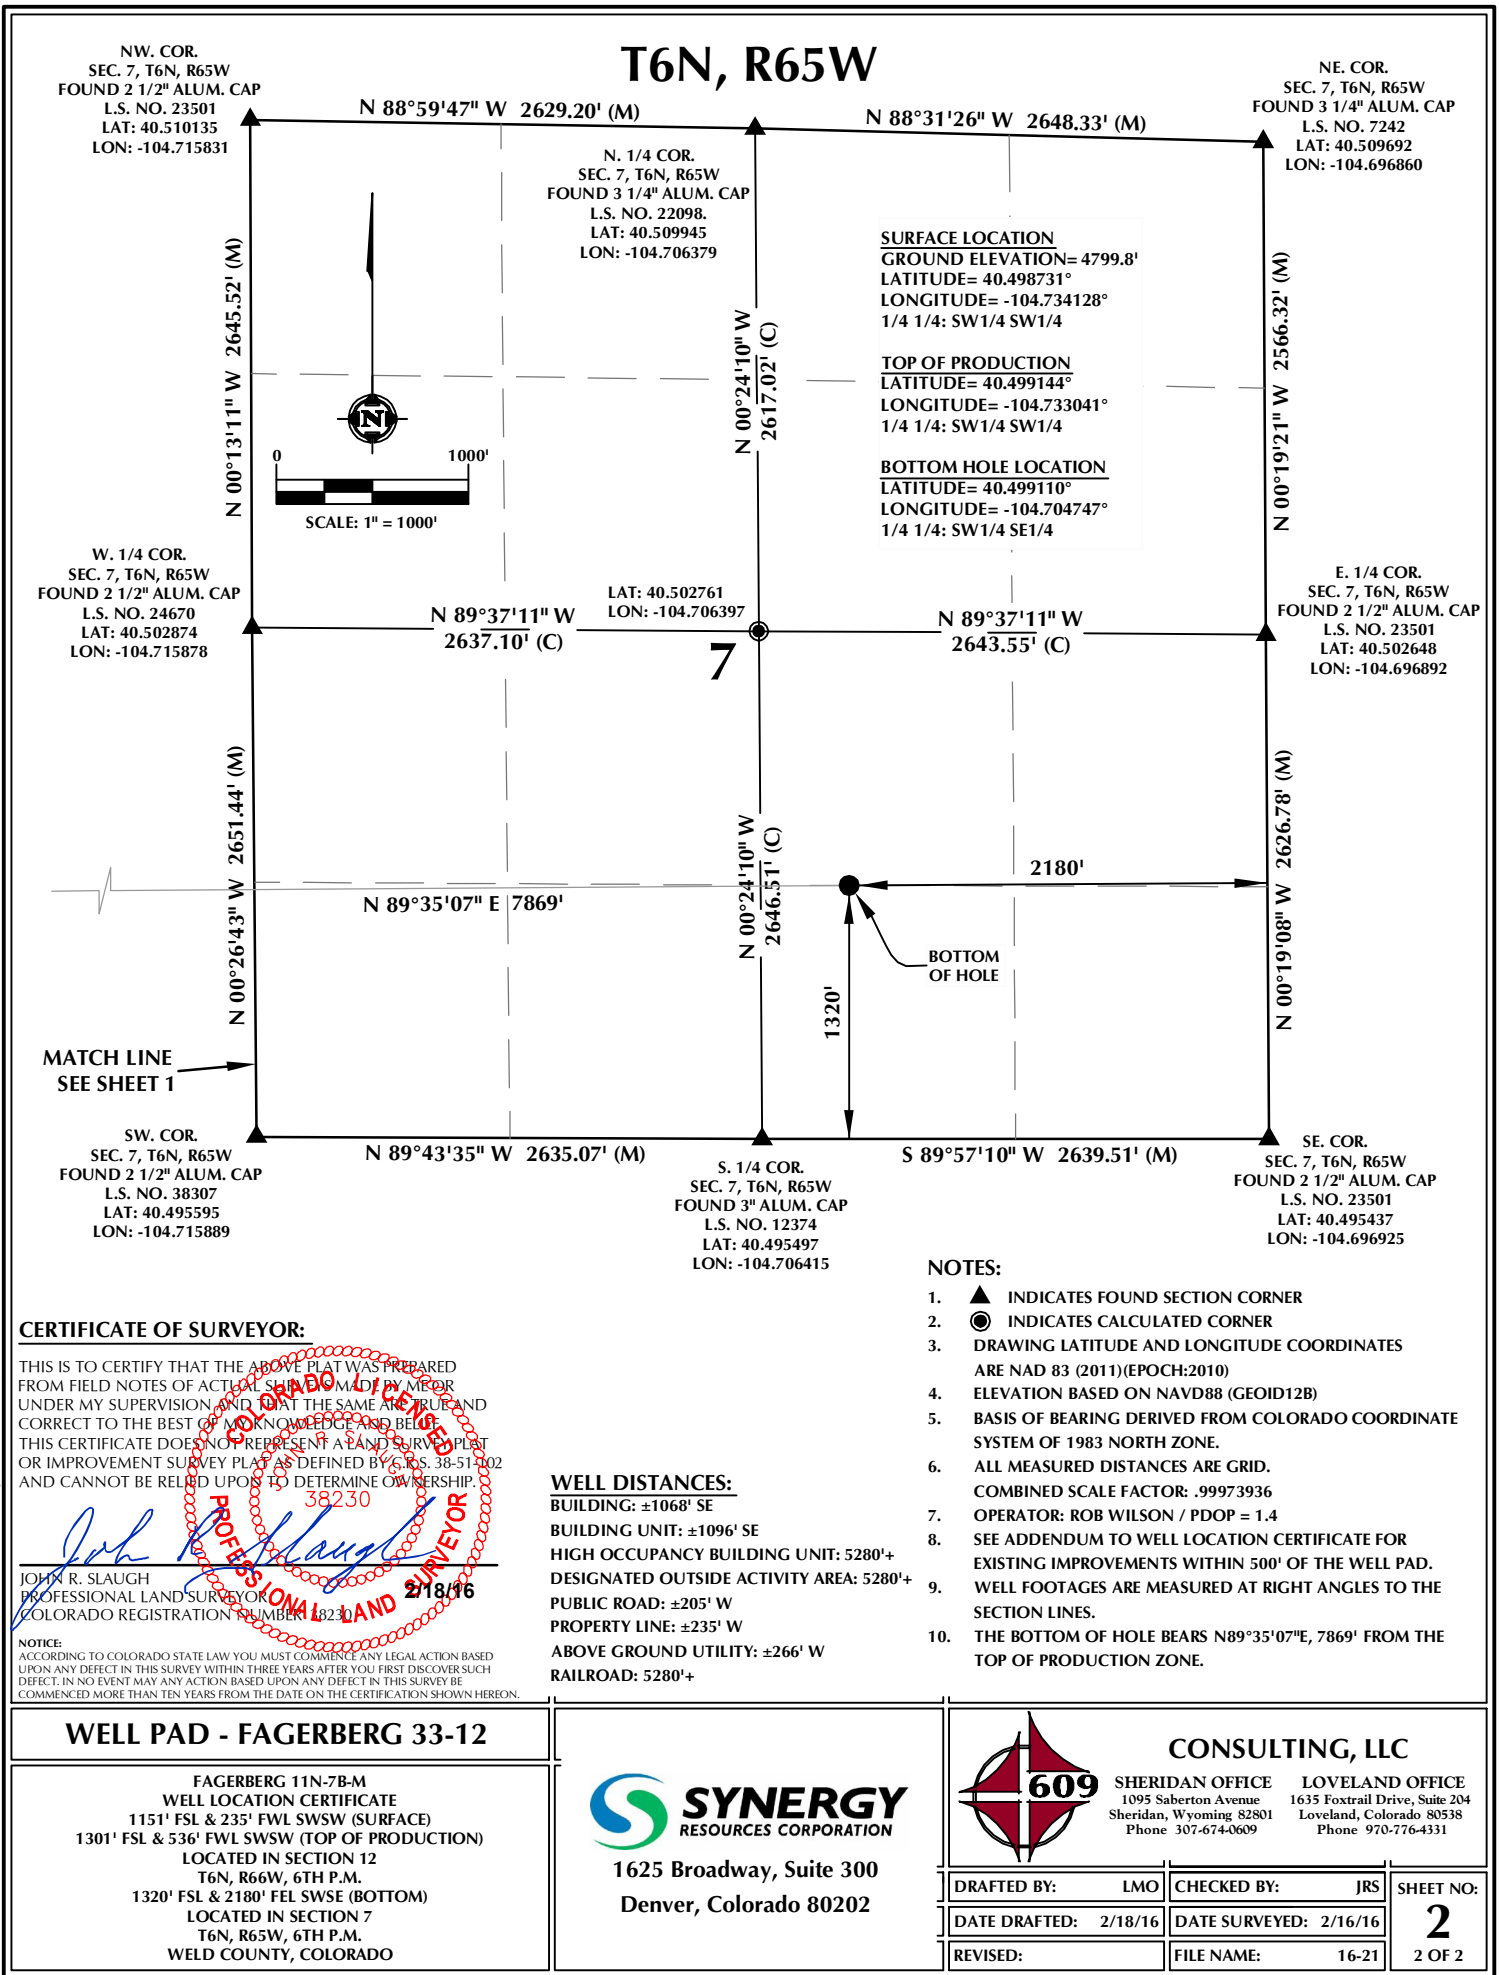 T6N, R65W
NW. COR.
SEC. 7, T6N, R65W
FOUND 2 1/2" ALUM. CAP
L.S. NO. 23501
LAT: 40.510135
LON: -104.715831
N 88°59'47" W 2629.20' (M)
N 88°31'26" W 2648.33' (M)
NE. COR.
SEC. 7, T6N, R65W
FOUND 3 1/4" ALUM. CAP
L.S. NO. 7242
LAT: 40.509692
LON: -104.696860
N. 1/4 COR.
SEC. 7, T6N, R65W
FOUND 3 1/4" ALUM. CAP
L.S. NO. 22098.
LAT: 40.509945
LON: -104.706379
SURFACE LOCATION
GROUND ELEVATION= 4799.8'
LATITUDE= 40.498731°
LONGITUDE= -104.734128°
1/4 1/4: SW1/4 SW1/4
TOP OF PRODUCTION
LATITUDE= 40.499144°
LONGITUDE= -104.733041°
1/4 1/4: SW1/4 SW1/4
BOTTOM HOLE LOCATION
LATITUDE= 40.499110°
LONGITUDE= -104.704747°
1/4 1/4: SW1/4 SE1/4
N 00°13'11" W 2645.52' (M)
N 00°24'10" W
2617.02' (C)
N 00°19'21" W 2566.32' (M)
N
0 1000'
SCALE: 1" = 1000'
W. 1/4 COR.
SEC. 7, T6N, R65W
FOUND 2 1/2" ALUM. CAP
L.S. NO. 24670
LAT: 40.502874
LON: -104.715878
N 89°37'11" W
2637.10' (C)
LAT: 40.502761
LON: -104.706397
7
N 89°37'11" W
2643.55' (C)
E. 1/4 COR.
SEC. 7, T6N, R65W
FOUND 2 1/2" ALUM. CAP
L.S. NO. 23501
LAT: 40.502648
LON: -104.696892
N 00°26'43" W 2651.44' (M)
N 00°24'10" W
2646.51' (C)
N 00°19'08" W 2626.78' (M)
N 89°35'07" E 7869'
2180'
1320'
BOTTOM
OF HOLE
MATCH LINE
SEE SHEET 1
SW. COR.
SEC. 7, T6N, R65W
FOUND 2 1/2" ALUM. CAP
L.S. NO. 38307
LAT: 40.495595
LON: -104.715889
N 89°43'35" W 2635.07' (M)
S. 1/4 COR.
SEC. 7, T6N, R65W
FOUND 3" ALUM. CAP
L.S. NO. 12374
LAT: 40.495497
LON: -104.706415
S 89°57'10" W 2639.51' (M)
SE. COR.
SEC. 7, T6N, R65W
FOUND 2 1/2" ALUM. CAP
L.S. NO. 23501
LAT: 40.495437
LON: -104.696925
NOTES:
1. INDICATES FOUND SECTION CORNER
2. INDICATES CALCULATED CORNER
3. DRAWING LATITUDE AND LONGITUDE COORDINATES
ARE NAD 83 (2011)(EPOCH:2010)
4. ELEVATION BASED ON NAVD88 (GEOID12B)
5. BASIS OF BEARING DERIVED FROM COLORADO COORDINATE
SYSTEM OF 1983 NORTH ZONE.
6. ALL MEASURED DISTANCES ARE GRID.
COMBINED SCALE FACTOR: .99973936
7. OPERATOR: ROB WILSON / PDOP = 1.4
8. SEE ADDENDUM TO WELL LOCATION CERTIFICATE FOR
EXISTING IMPROVEMENTS WITHIN 500' OF THE WELL PAD.
9. WELL FOOTAGES ARE MEASURED AT RIGHT ANGLES TO THE
SECTION LINES.
10. THE BOTTOM OF HOLE BEARS N89°35'07"E, 7869' FROM THE
TOP OF PRODUCTION ZONE.
CERTIFICATE OF SURVEYOR:
THIS IS TO CERTIFY THAT THE ABOVE PLAT WAS PREPARED
FROM FIELD NOTES OF ACTUAL SURVEYS MADE BY ME OR
UNDER MY SUPERVISION AND THAT THE SAME ARE TRUE AND
CORRECT TO THE BEST OF MY KNOWLEDGE AND BELIEF.
THIS CERTIFICATE DOES NOT REPRESENT A LAND SURVEY PLAT
OR IMPROVEMENT SURVEY PLAT AS DEFINED BY C.R.S. 38-51-102
AND CANNOT BE RELIED UPON TO DETERMINE OWNERSHIP.
COLORADO LICENSED
JOHN R. SLAUGH
38230
PROFESSIONAL LAND SURVEYOR
John R. Slaugh
2/18/16
JOHN R. SLAUGH
PROFESSIONAL LAND SURVEYOR
COLORADO REGISTRATION NUMBER 38230
NOTICE:
ACCORDING TO COLORADO STATE LAW YOU MUST COMMENCE ANY LEGAL ACTION BASED
UPON ANY DEFECT IN THIS SURVEY WITHIN THREE YEARS AFTER YOU FIRST DISCOVER SUCH
DEFECT. IN NO EVENT MAY ANY ACTION BASED UPON ANY DEFECT IN THIS SURVEY BE
COMMENCED MORE THAN TEN YEARS FROM THE DATE ON THE CERTIFICATION SHOWN HEREON.
WELL DISTANCES:
BUILDING: ±1068' SE
BUILDING UNIT: ±1096' SE
HIGH OCCUPANCY BUILDING UNIT: 5280'+
DESIGNATED OUTSIDE ACTIVITY AREA: 5280'+
PUBLIC ROAD: ±205' W
PROPERTY LINE: ±235' W
ABOVE GROUND UTILITY: ±266' W
RAILROAD: 5280'+
WELL PAD - FAGERBERG 33-12
FAGERBERG 11N-7B-M
WELL LOCATION CERTIFICATE
1151' FSL & 235' FWL SWSW (SURFACE)
1301' FSL & 536' FWL SWSW (TOP OF PRODUCTION)
LOCATED IN SECTION 12
T6N, R66W, 6TH P.M.
1320' FSL & 2180' FEL SWSE (BOTTOM)
LOCATED IN SECTION 7
T6N, R65W, 6TH P.M.
WELD COUNTY, COLORADO
SYNERGY
RESOURCES CORPORATION
1625 Broadway, Suite 300
Denver, Colorado 80202
609
CONSULTING, LLC
SHERIDAN OFFICE
1095 Saberton Avenue
Sheridan, Wyoming 82801
Phone 307-674-0609
LOVELAND OFFICE
1635 Foxtrail Drive, Suite 204
Loveland, Colorado 80538
Phone 970-776-4331
DRAFTED BY: LMO
CHECKED BY: JRS
DATE DRAFTED: 2/18/16
DATE SURVEYED: 2/16/16
REVISED:
FILE NAME: 16-21
SHEET NO:
2
2 OF 2